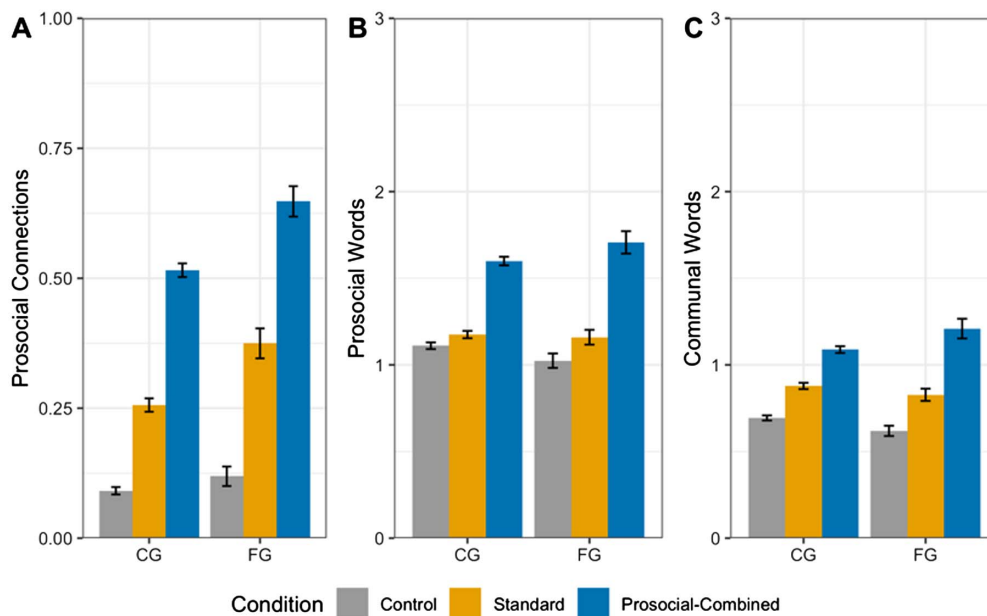 A
Prosocial Connections
1.00
0.75
0.50
0.25
0.00
CG FG
B
Prosocial Words
3
2
1
0
CG FG
C
Communal Words
3
2
1
0
CG FG
Condition Control Standard Prosocial-Combined